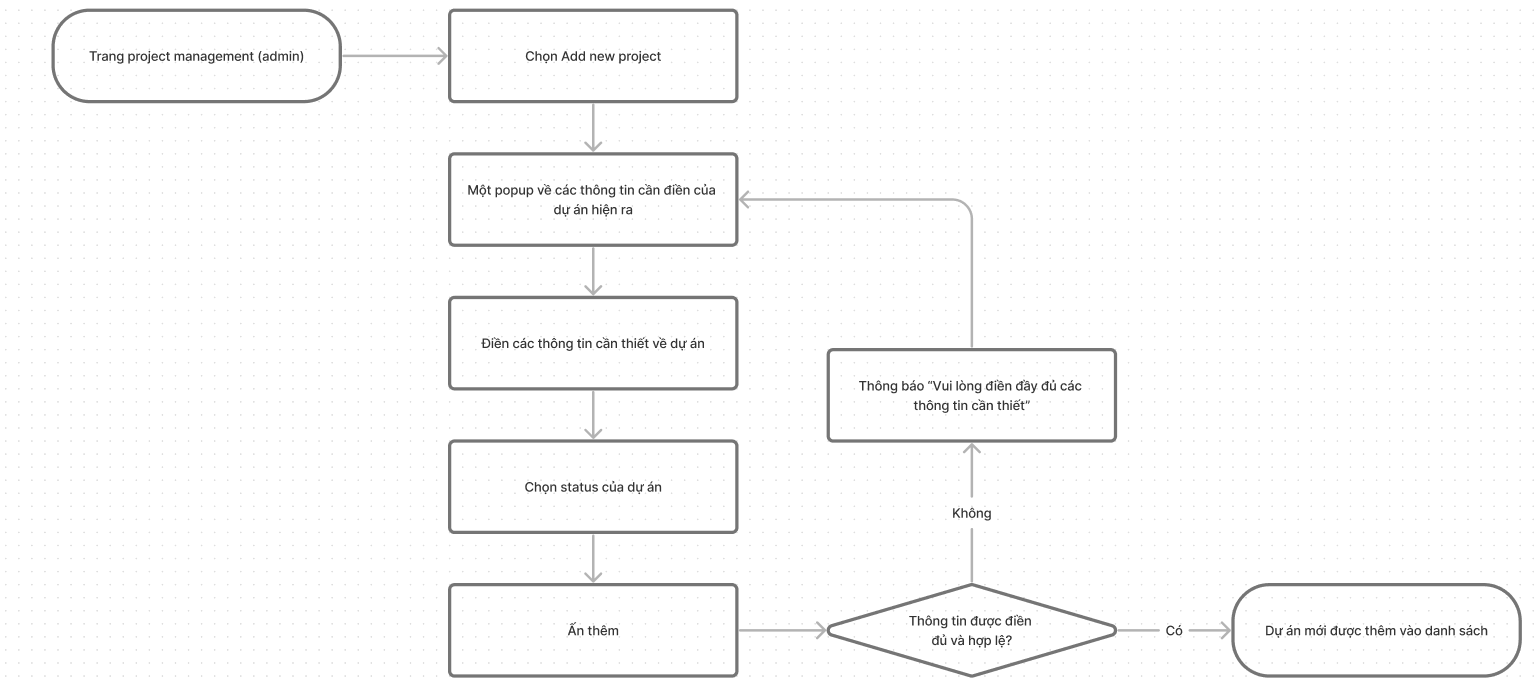 Trang project management (admin)
Chọn Add new project
Một popup về các thông tin cần điền của
dự án hiện ra
Điền các thông tin cần thiết về dự án
Chọn status của dự án
Ấn thêm
Thông tin được điền
đủ và hợp lệ?
Không
Thông báo “Vui lòng điền đầy đủ các
thông tin cần thiết”
Có
Dự án mới được thêm vào danh sách